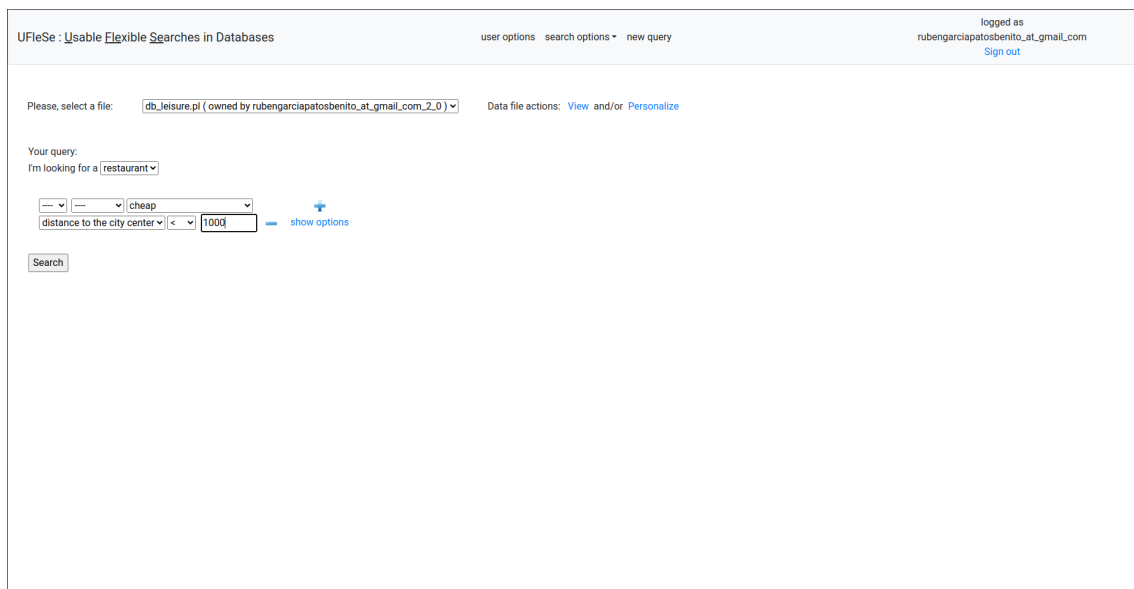 logged as
UFleSe : Usable Flexible Searches in Databases user options search options new query rubengarciapatosbenito_at_gmail_com
Sign out
Please, select a file: db_leisure.pl ( owned by rubengarciapatosbenito_at_gmail_com_2_0 ) Data file actions: View and/or Personalize
Your query:
I'm looking for a restaurant
---- ---- cheap
distance to the city center < 1000 show options
Search